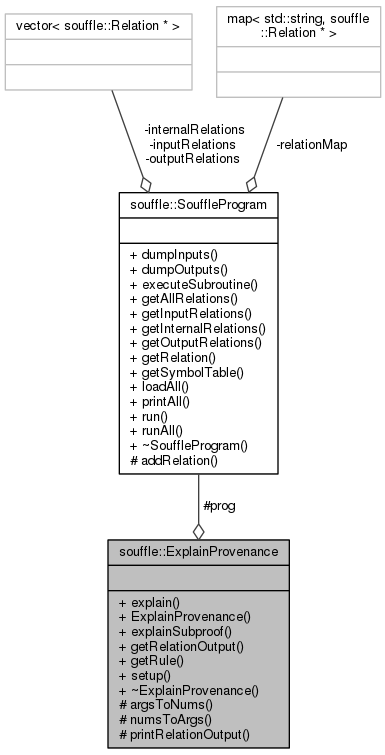 vector< souffle::Relation * >
map< std::string, souffle
::Relation * >
-internalRelations
-inputRelations
-outputRelations
-relationMap
souffle::SouffleProgram
+ dumpInputs()
+ dumpOutputs()
+ executeSubroutine()
+ getAllRelations()
+ getInputRelations()
+ getInternalRelations()
+ getOutputRelations()
+ getRelation()
+ getSymbolTable()
+ loadAll()
+ printAll()
+ run()
+ runAll()
+ ~SouffleProgram()
# addRelation()
#prog
souffle::ExplainProvenance
+ explain()
+ ExplainProvenance()
+ explainSubproof()
+ getRelationOutput()
+ getRule()
+ setup()
+ ~ExplainProvenance()
# argsToNums()
# numsToArgs()
# printRelationOutput()